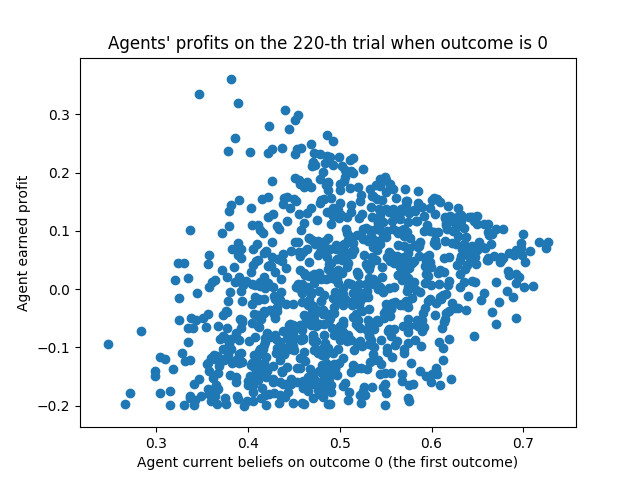 Agents' profits on the 220-th trial when outcome is 0
Agent earned profit
0.3
0.2
0.1
0.0
−0.1
−0.2
0.3 0.4 0.5 0.6 0.7
Agent current beliefs on outcome 0 (the first outcome)